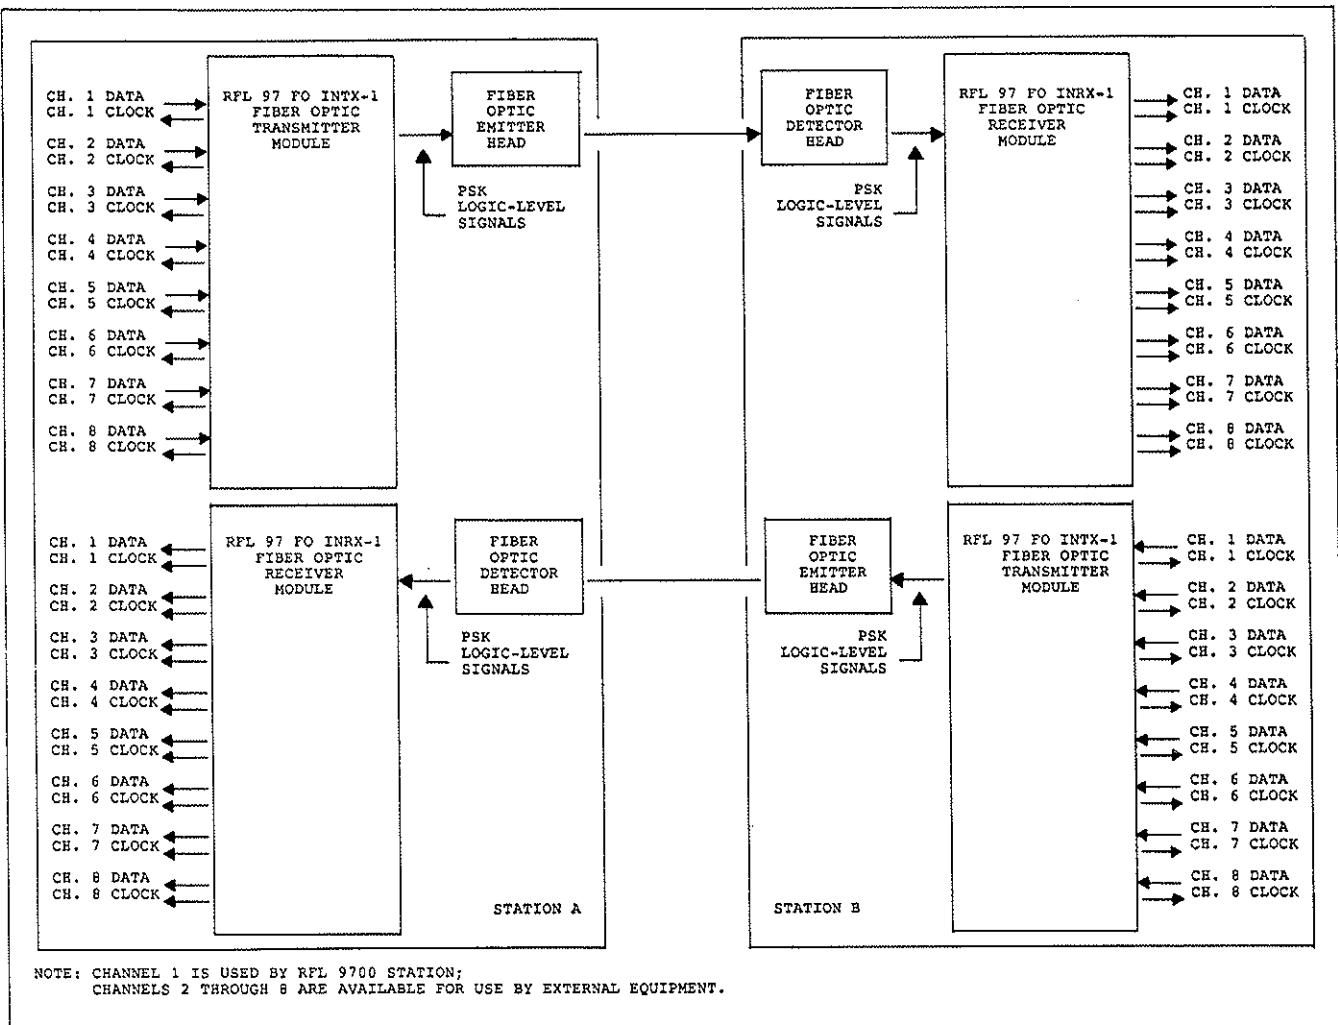 CH. 1 DATA
CH. 1 CLOCK
CH. 2 DATA
CH. 2 CLOCK
CH. 3 DATA
CH. 3 CLOCK
CH. 4 DATA
CH. 4 CLOCK
CH. 5 DATA
CH. 5 CLOCK
CH. 6 DATA
CH. 6 CLOCK
CH. 7 DATA
CH. 7 CLOCK
CH. 8 DATA
CH. 8 CLOCK
RFL 97 FO INTX-1
FIBER OPTIC
TRANSMITTER
MODULE
FIBER
OPTIC
EMITTER
HEAD
PSK
LOGIC-LEVEL
SIGNALS
FIBER
OPTIC
DETECTOR
HEAD
PSK
LOGIC-LEVEL
SIGNALS
RFL 97 FO INRX-1
FIBER OPTIC
RECEIVER
MODULE
CH. 1 DATA
CH. 1 CLOCK
CH. 2 DATA
CH. 2 CLOCK
CH. 3 DATA
CH. 3 CLOCK
CH. 4 DATA
CH. 4 CLOCK
CH. 5 DATA
CH. 5 CLOCK
CH. 6 DATA
CH. 6 CLOCK
CH. 7 DATA
CH. 7 CLOCK
CH. 8 DATA
CH. 8 CLOCK
CH. 1 DATA
CH. 1 CLOCK
CH. 2 DATA
CH. 2 CLOCK
CH. 3 DATA
CH. 3 CLOCK
CH. 4 DATA
CH. 4 CLOCK
CH. 5 DATA
CH. 5 CLOCK
CH. 6 DATA
CH. 6 CLOCK
CH. 7 DATA
CH. 7 CLOCK
CH. 8 DATA
CH. 8 CLOCK
RFL 97 FO INRX-1
FIBER OPTIC
RECEIVER
MODULE
FIBER
OPTIC
DETECTOR
HEAD
PSK
LOGIC-LEVEL
SIGNALS
STATION A
FIBER
OPTIC
EMITTER
HEAD
PSK
LOGIC-LEVEL
SIGNALS
STATION B
RFL 97 FO INTX-1
FIBER OPTIC
TRANSMITTER
MODULE
CH. 1 DATA
CH. 1 CLOCK
CH. 2 DATA
CH. 2 CLOCK
CH. 3 DATA
CH. 3 CLOCK
CH. 4 DATA
CH. 4 CLOCK
CH. 5 DATA
CH. 5 CLOCK
CH. 6 DATA
CH. 6 CLOCK
CH. 7 DATA
CH. 7 CLOCK
CH. 8 DATA
CH. 8 CLOCK
NOTE: CHANNEL 1 IS USED BY RFL 9700 STATION;
CHANNELS 2 THROUGH 8 ARE AVAILABLE FOR USE BY EXTERNAL EQUIPMENT.